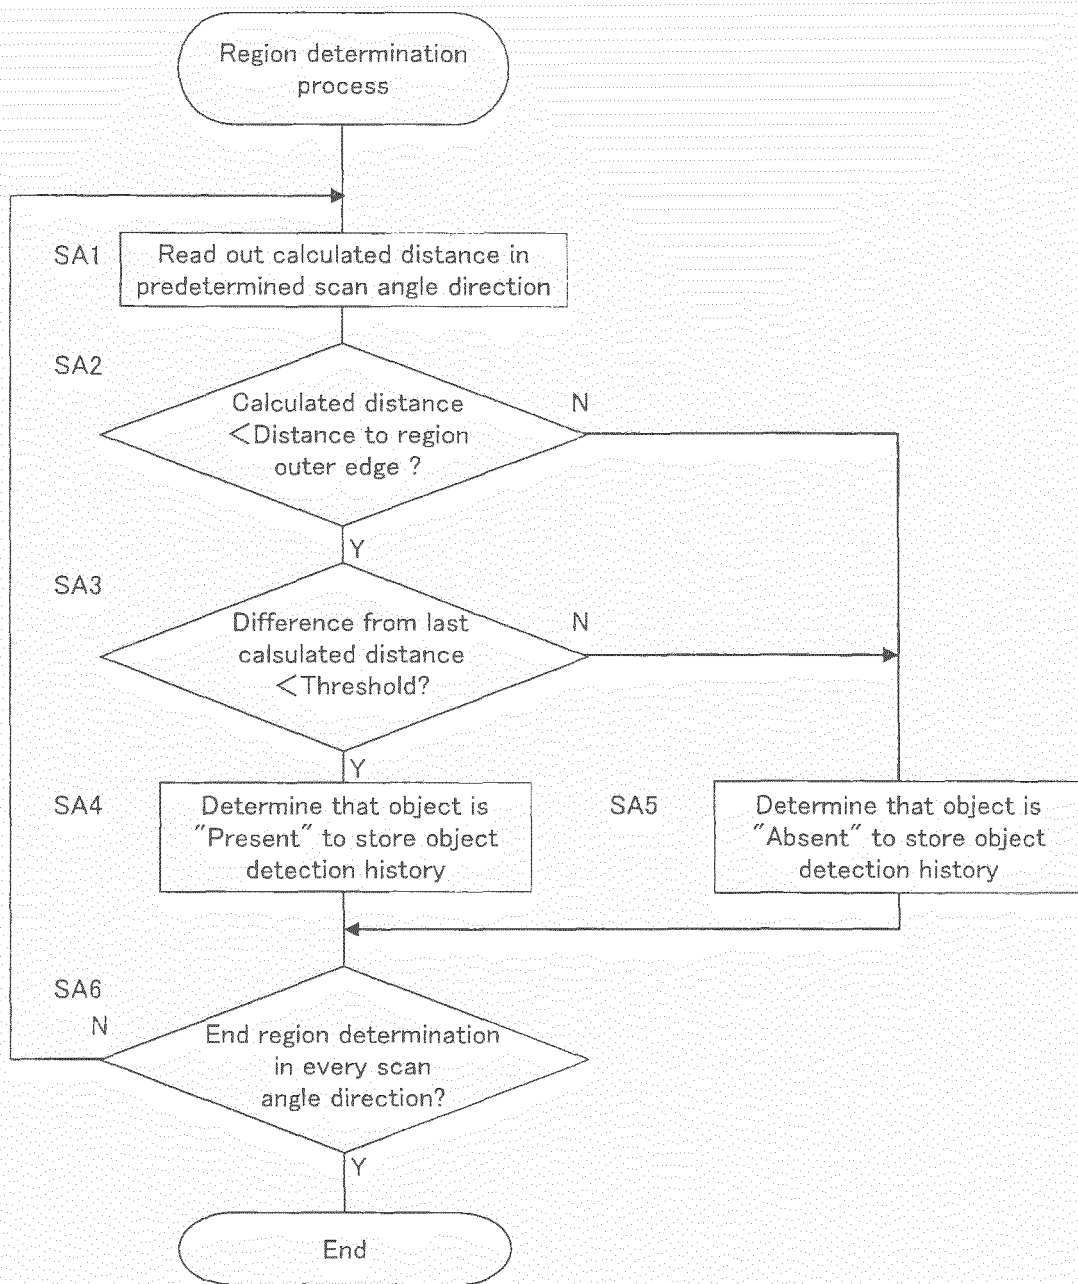 Region determination
process
SA1
Read out calculated distance in
predetermined scan angle direction
SA2
Calculated distance
<Distance to region
outer edge ?
N
Y
SA3
Difference from last
calsulated distance
<Threshold?
N
Y
SA4
Determine that object is
"Present" to store object
detection history
SA5
Determine that object is
"Absent" to store object
detection history
SA6
N
End region determination
in every scan
angle direction?
Y
End